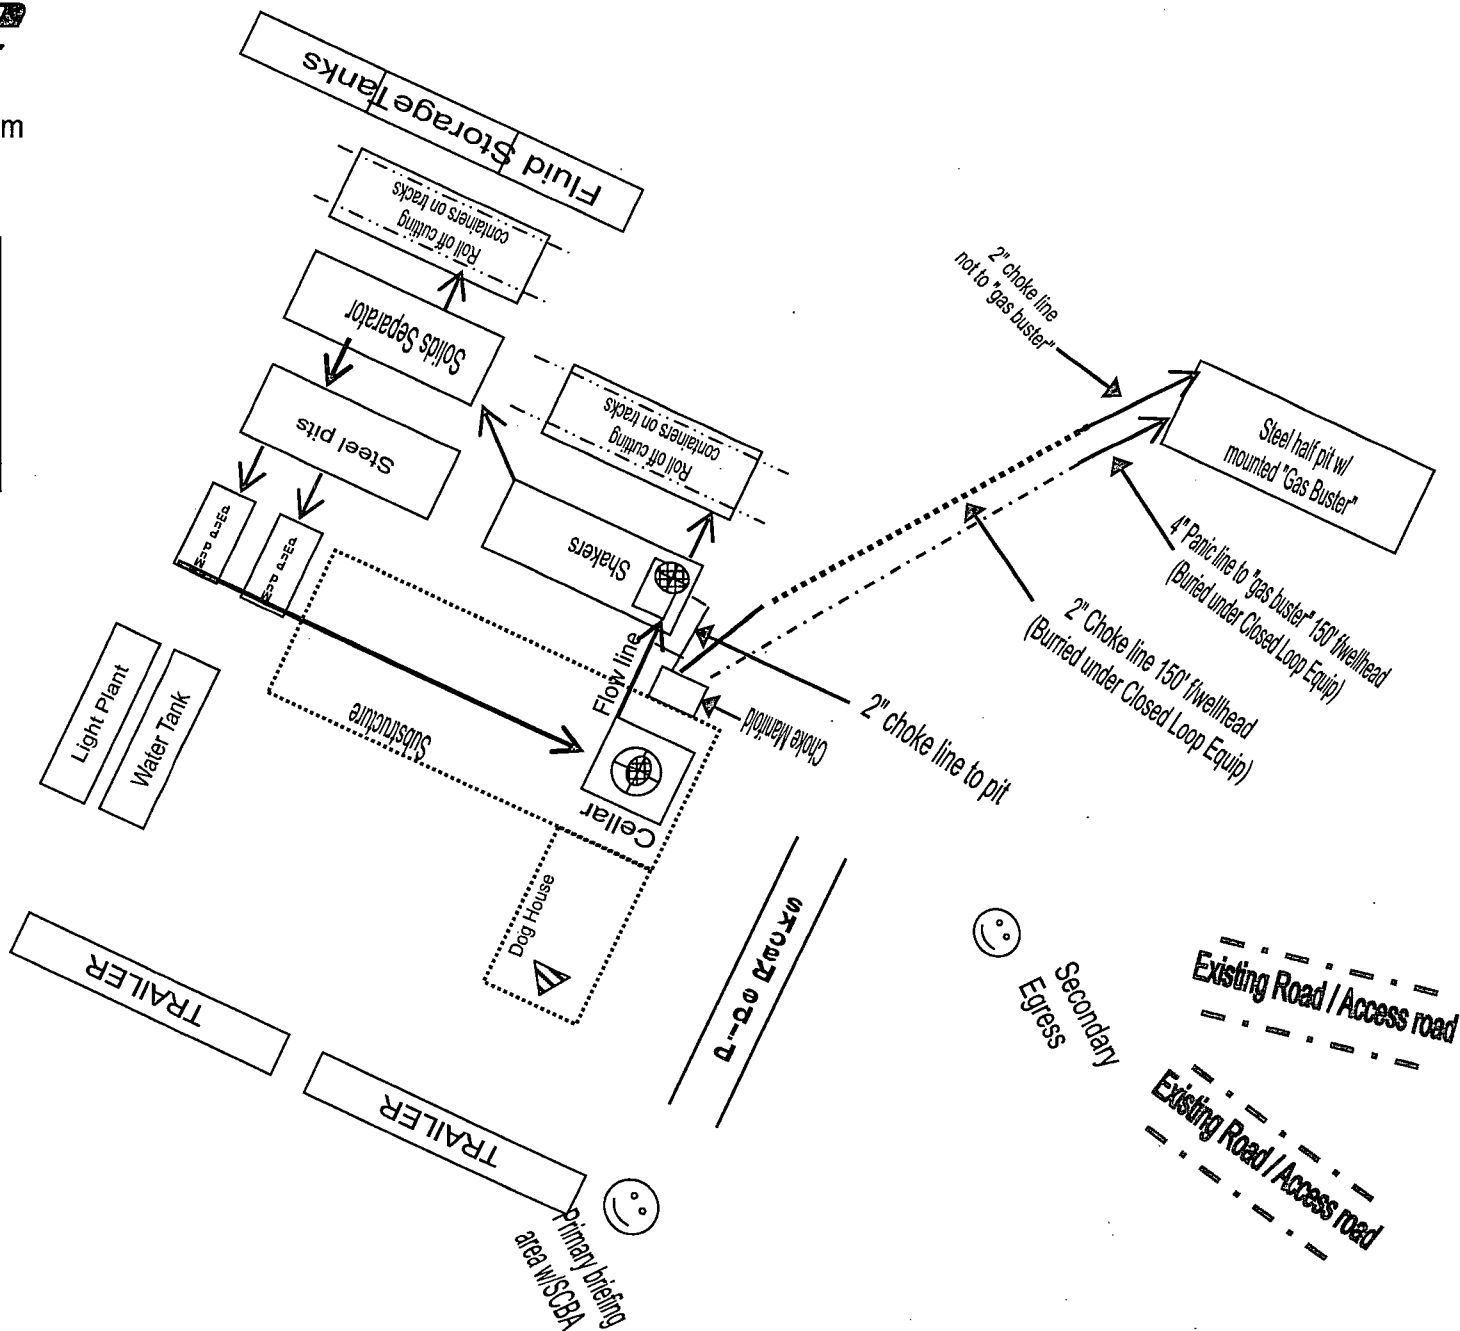 m
Fluid Storage Tanks
Roll off cutting
containers on tracks
Solids Separator
Steel pits
Roll off cutting
containers on tracks
Shakers
2" choke line
not to "gas buster"
Steel half pit w/
mounted "Gas Buster"
4" Panic line to "gas buster" 150' f/wellhead
(Buried under Closed Loop Equip)
2" Choke line 150' f/wellhead
(Burried under Closed Loop Equip)
2" choke line to pit
Choke Manifold
Flow line
Substructure
Cellar
Light Plant
Water Tank
Dog House
Pipe Racks
TRAILER
TRAILER
Primary briefing
area w/SCBA
Secondary
Egress
Existing Road / Access road
Existing Road / Access road